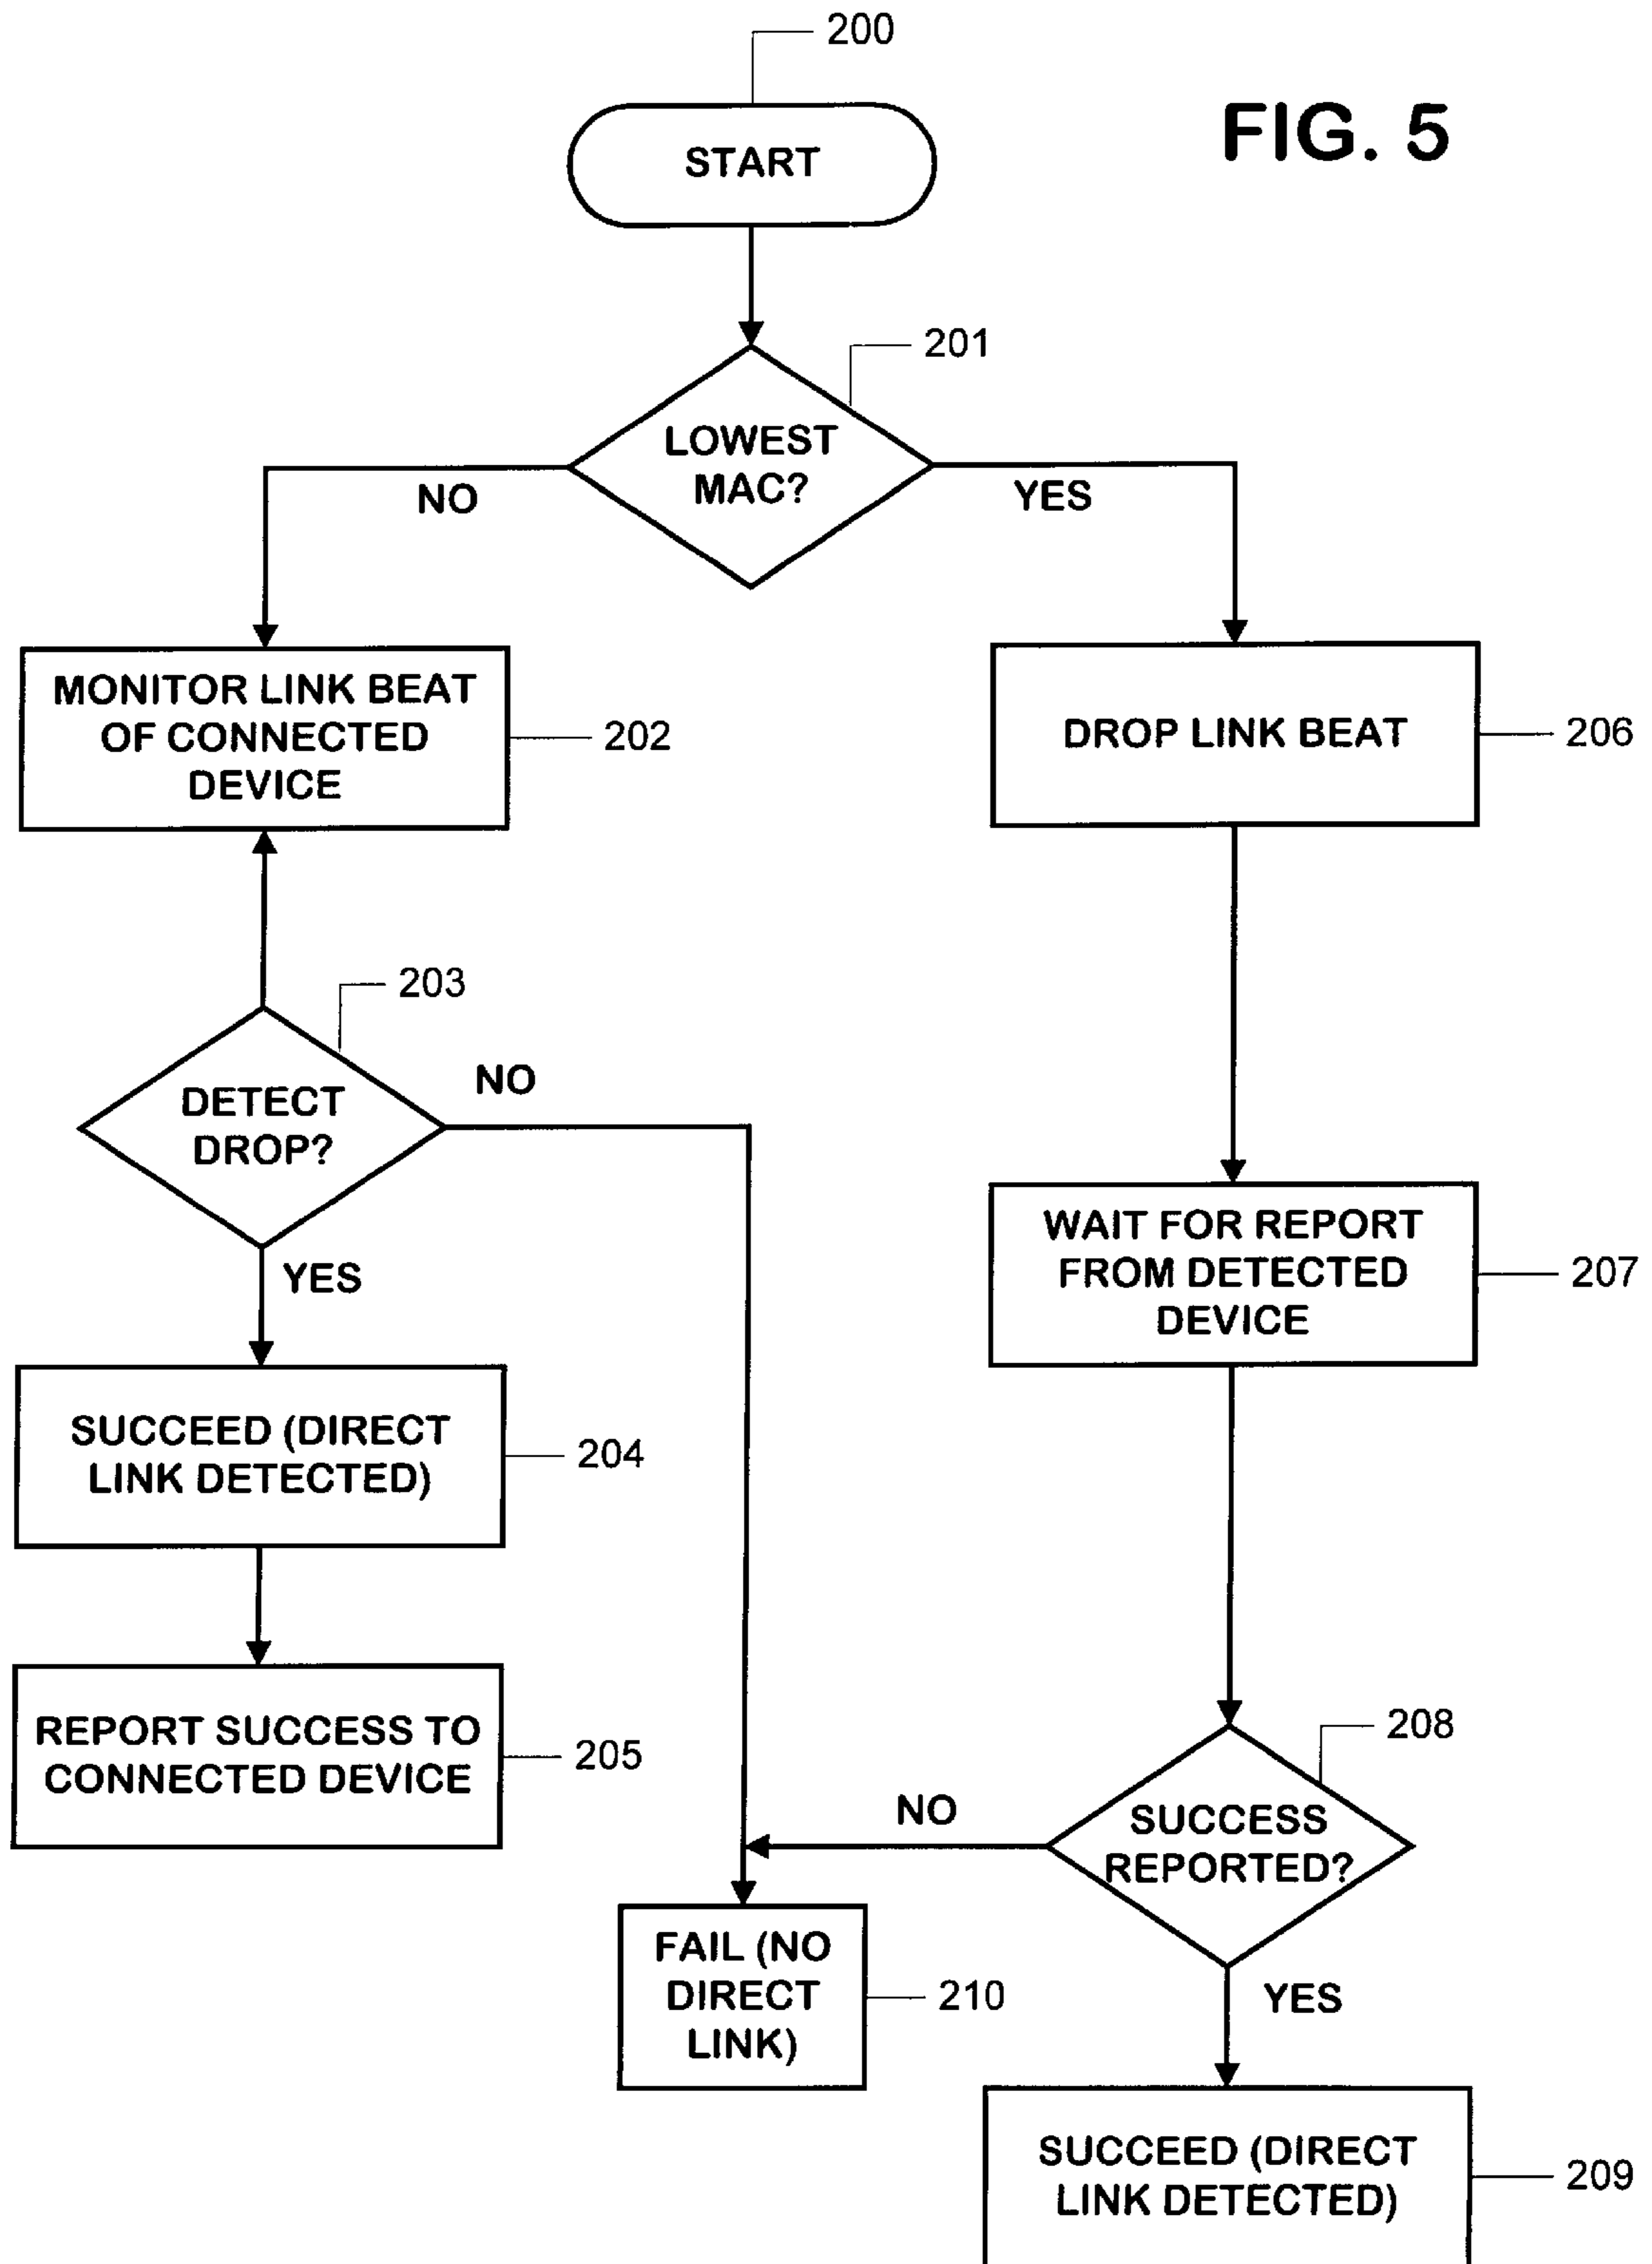 200
FIG. 5
START
201
LOWEST
MAC?
NO
YES
MONITOR LINK BEAT
OF CONNECTED
DEVICE
202
DROP LINK BEAT
206
203
DETECT
DROP?
NO
YES
WAIT FOR REPORT
FROM DETECTED
DEVICE
207
SUCCEED (DIRECT
LINK DETECTED)
204
REPORT SUCCESS TO
CONNECTED DEVICE
205
208
SUCCESS
REPORTED?
NO
YES
FAIL (NO
DIRECT
LINK)
210
SUCCEED (DIRECT
LINK DETECTED)
209